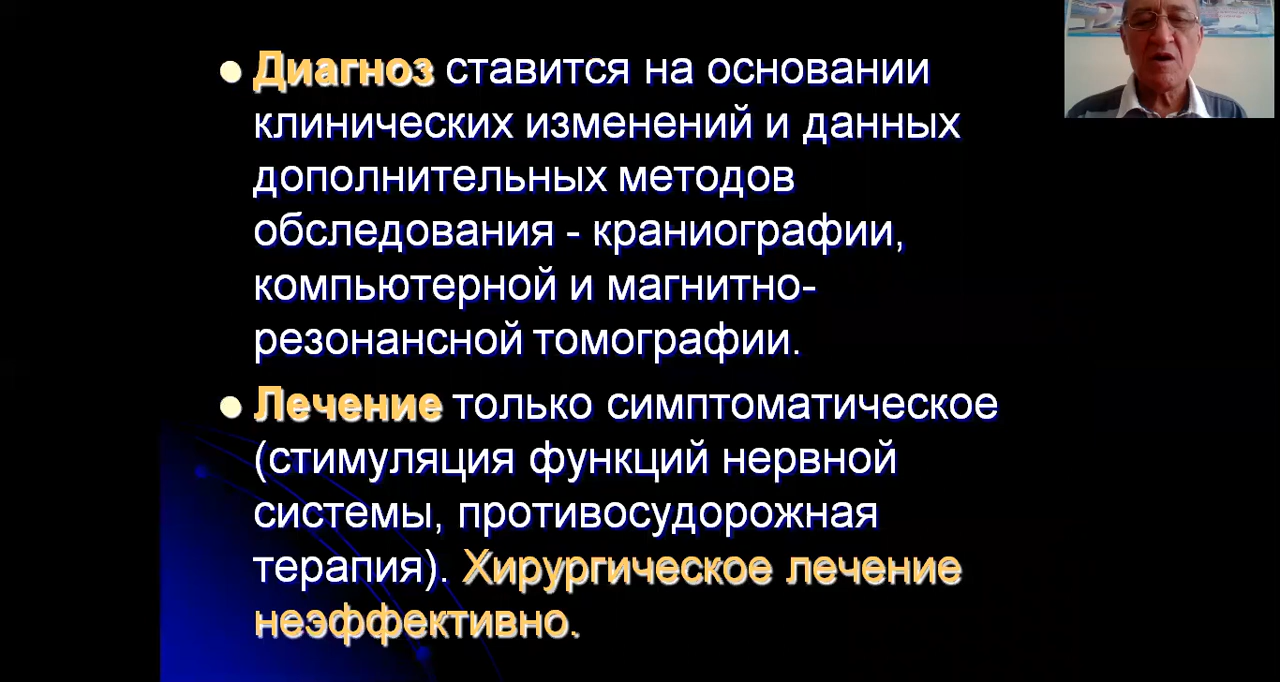 Диагноз ставится на основании
клинических изменений и данных
дополнительных методов
обследования - краниографии,
компьютерной и магнитно-
резонансной томографии.
Лечение только симптоматическое
(стимуляция функций нервной
системы, противосудорожная
терапия). Хирургическое лечение
неэффективно.